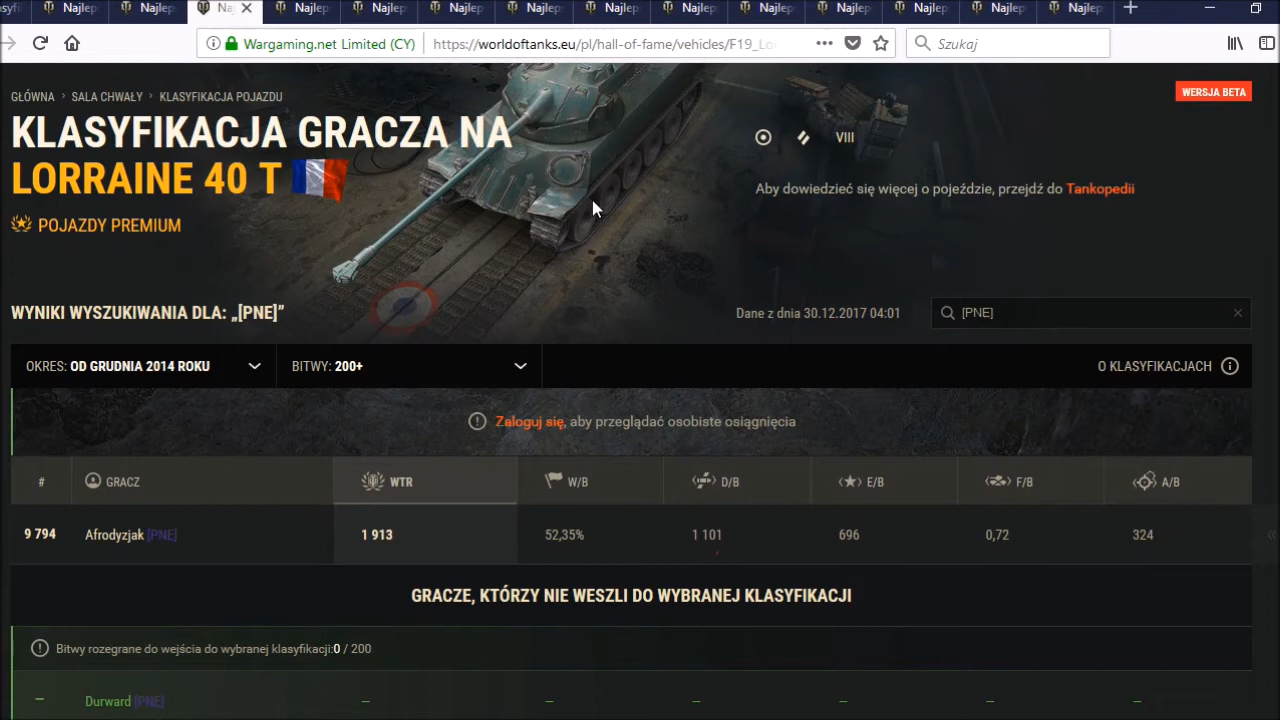 Najlep Najlep Naj Najlep Najlep Najlep Najlep Najlep Najlep Najlep Najlep Najlep Najlep Najlep
Wargaming.net Limited (CY) https://worldoftanks.eu/pl/hall-of-fame/vehicles/F19_Lo Szukaj
GŁÓWNA > SALA CHWAŁY > KLASYFIKACJA POJAZDU
WERSJA BETA
KLASYFIKACJA GRACZA NA
LORRAINE 40 T
VIII
Aby dowiedzieć się więcej o pojeździe, przejdź do Tankopedii
POJAZDY PREMIUM
WYNIKI WYSZUKIWANIA DLA: „[PNE]”
Dane z dnia 30.12.2017 04:01
[PNE]
OKRES: OD GRUDNIA 2014 ROKU BITWY: 200+ O KLASYFIKACJACH
Zaloguj się, aby przeglądać osobiste osiągnięcia
# GRACZ WTR W/B D/B E/B F/B A/B
9 794 Afrodyzjak [PNE] 1 913 52,35% 1 101 696 0,72 324
GRACZE, KTÓRZY NIE WESZLI DO WYBRANEJ KLASYFIKACJI
Bitwy rozegrane do wejścia do wybranej klasyfikacji:0 / 200
– Durward [PNE] – – – – – –